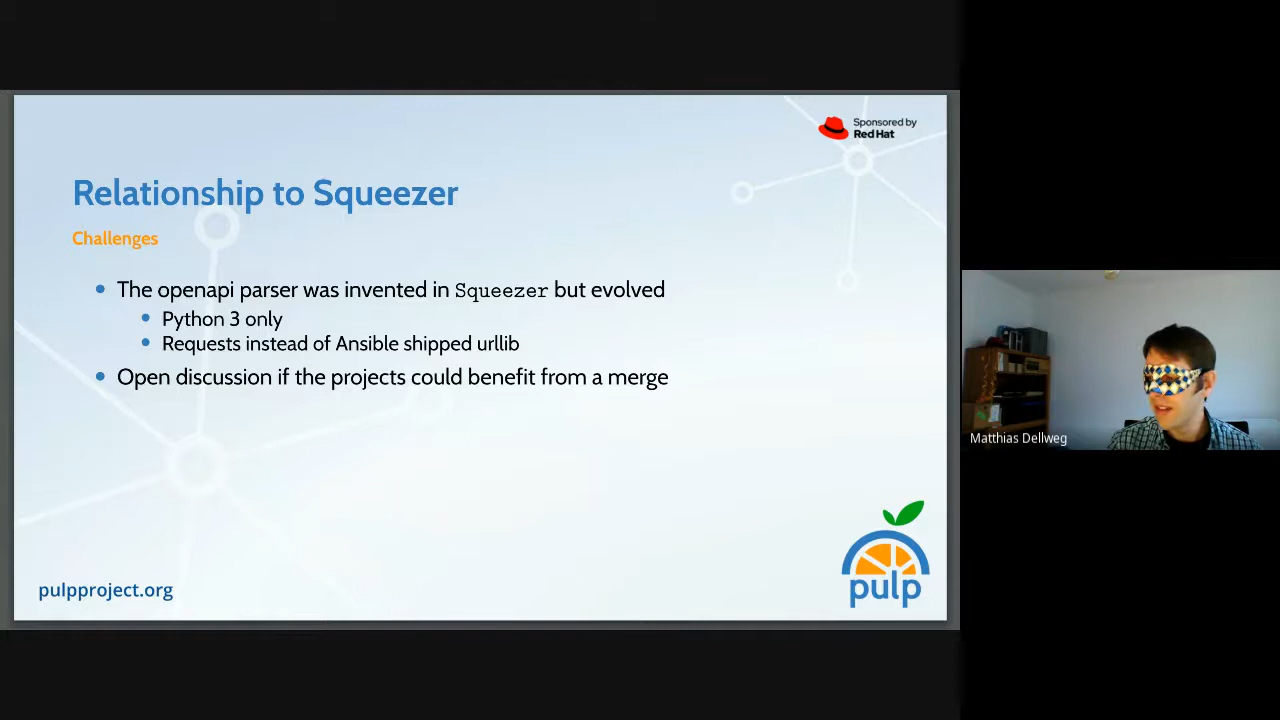 Sponsored by
Red Hat
Relationship to Squeezer
Challenges
The openapi parser was invented in Squeezer but evolved
Python 3 only
Requests instead of Ansible shipped urllib
Open discussion if the projects could benefit from a merge
Matthias Dellweg
pulpproject.org
pulp